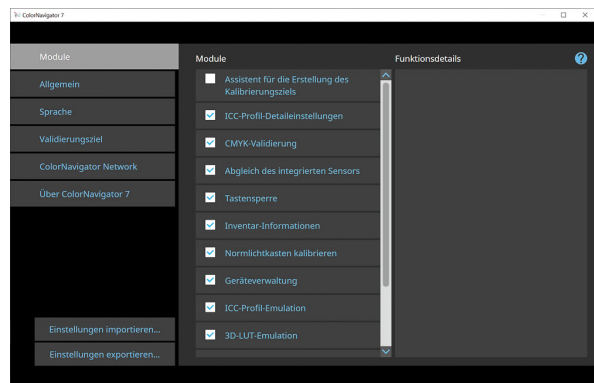 ColorNavigator 7
Module
Allgemein
Sprache
Validierungsziel
ColorNavigator Network
Über ColorNavigator 7
Einstellungen importieren...
Einstellungen exportieren...
Module
Assistent für die Erstellung des
Kalibrierungsziels
ICC-Profil-Detaileinstellungen
CMYK-Validierung
Abgleich des integrierten Sensors
Tastensperre
Inventar-Informationen
Normlichtkasten kalibrieren
Geräteverwaltung
ICC-Profil-Emulation
3D-LUT-Emulation
Funktionsdetails
?